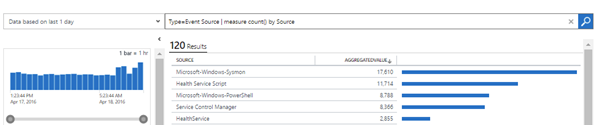 Data based on last 1 day
Type=Event Source | measure count() by Source
120 Results
1 bar = 1 hr
SOURCE AGGREGATEDVALUE
Microsoft-Windows-Sysmon 17,610
Health Service Script 11,714
Microsoft-Windows-PowerShell 8,788
Service Control Manager 8,366
HealthService 2,855
1:23:44 PM
Apr 17, 2016
5:23:44 AM
Apr 18, 2016